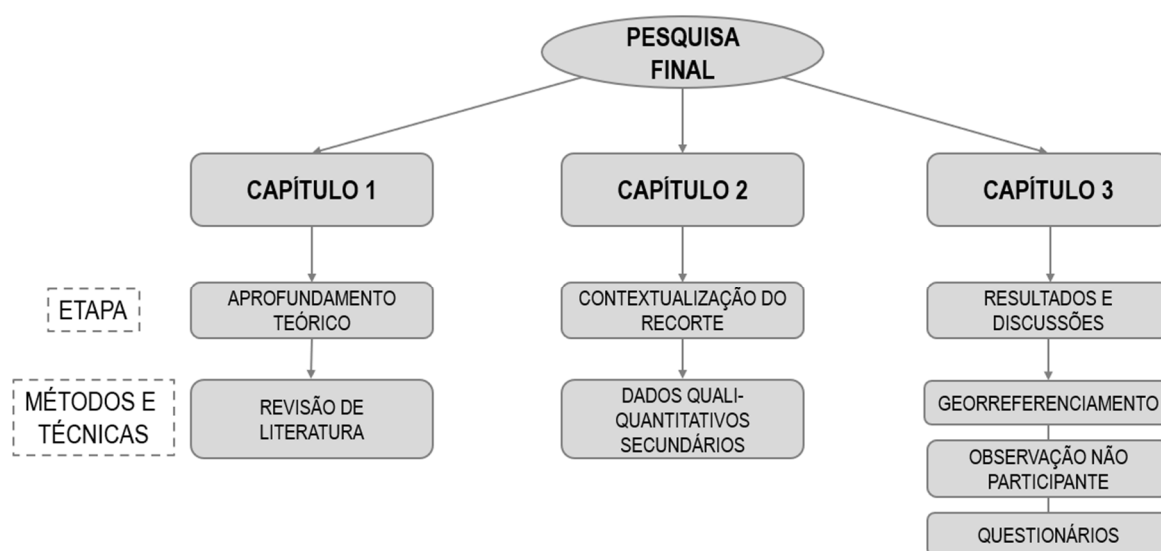 PESQUISA
FINAL
CAPÍTULO 1
CAPÍTULO 2
CAPÍTULO 3
ETAPA
APROFUNDAMENTO
TEÓRICO
CONTEXTUALIZAÇÃO DO
RECORTE
RESULTADOS E
DISCUSSÕES
MÉTODOS E
TÉCNICAS
REVISÃO DE
LITERATURA
DADOS QUALI-
QUANTITATIVOS
SECUNDÁRIOS
GEORREFERENCIAMENTO
OBSERVAÇÃO NÃO
PARTICIPANTE
QUESTIONÁRIOS